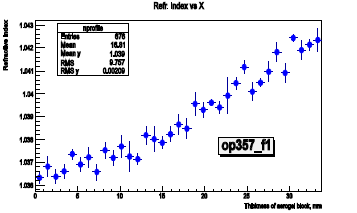 Refr. Index vs X
Refractive Index
nprofile
Entries 676
Mean 16.81
Mean y 1.039
RMS 9.757
RMS y 0.00209
1.043
1.042
1.041
1.04
1.039
1.038
1.037
1.036
op357_f1
0 5 10 15 20 25 30
Thickness of aerogel block, mm